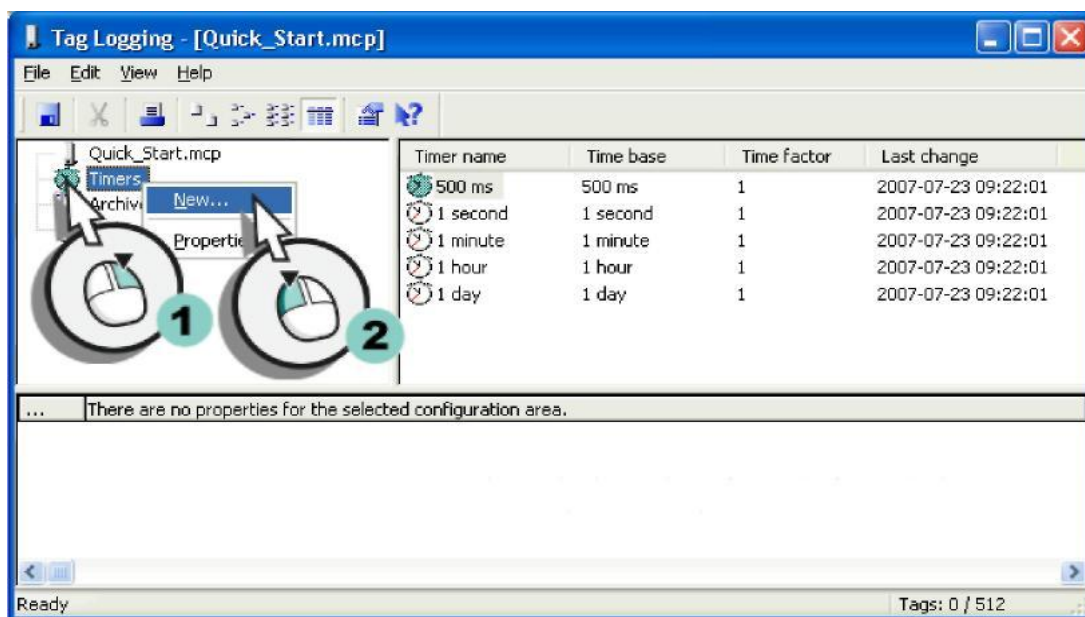 Tag Logging - [Quick_Start.mcp]
File Edit View Help
Quick_Start.mcp
Timers
New...
1
2
Timer name Time base Time factor Last change
500 ms 500 ms 1 2007-07-23 09:22:01
1 second 1 second 1 2007-07-23 09:22:01
1 minute 1 minute 1 2007-07-23 09:22:01
1 hour 1 hour 1 2007-07-23 09:22:01
1 day 1 day 1 2007-07-23 09:22:01
... There are no properties for the selected configuration area.
Ready Tags: 0 / 512